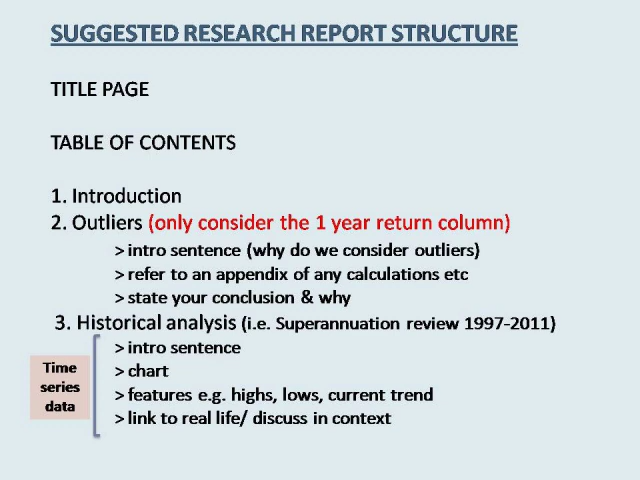 SUGGESTED RESEARCH REPORT STRUCTURE
TITLE PAGE
TABLE OF CONTENTS
1. Introduction
2. Outliers (only consider the 1 year return column)
> intro sentence (why do we consider outliers)
> refer to an appendix of any calculations etc
> state your conclusion & why
3. Historical analysis (i.e. Superannuation review 1997-2011)
> intro sentence
> chart
> features e.g. highs, lows, current trend
> link to real life/ discuss in context
Time
series
data